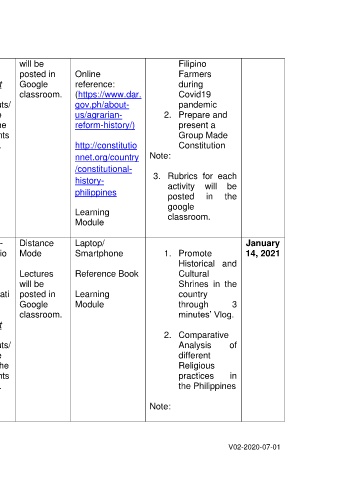 will be
posted in
Google
classroom.
Online
reference:
(https://www.dar.
gov.ph/about-
us/agrarian-
reform-history/)
http://constitutio
nnet.org/country
/constitutional-
history-
philippines
Learning
Module
Filipino
Farmers
during
Covid19
pandemic
2. Prepare and
present a
Group Made
Constitution
Note:
3. Rubrics for each
activity will be
posted in the
google
classroom.
Distance
Mode
Lectures
will be
posted in
Google
classroom.
Laptop/
Smartphone
Reference Book
Learning
Module
1. Promote
Historical and
Cultural
Shrines in the
country
through 3
minutes' Vlog.
2. Comparative
Analysis of
different
Religious
practices in
the Philippines
Note:
January
14, 2021
V02-2020-07-01